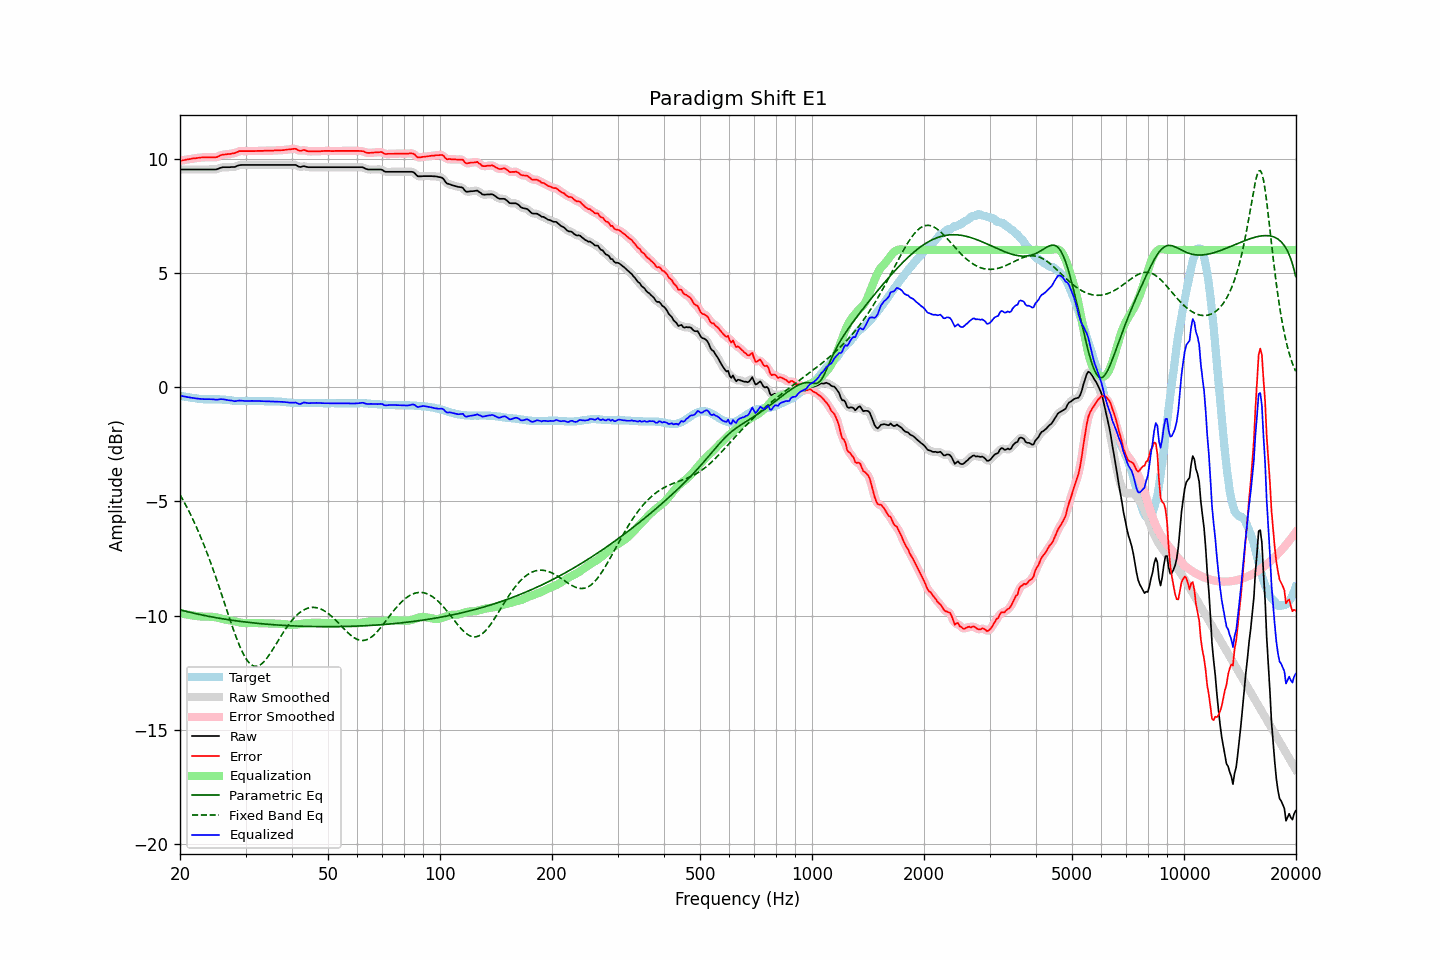 Paradigm Shift E1
Amplitude (dBr)
10
5
0
−5
−10
−15
−20
Target
Raw Smoothed
Error Smoothed
Raw
Error
Equalization
Parametric Eq
Fixed Band Eq
Equalized
20 50 100 200 500 1000 2000 5000 10000 20000
Frequency (Hz)